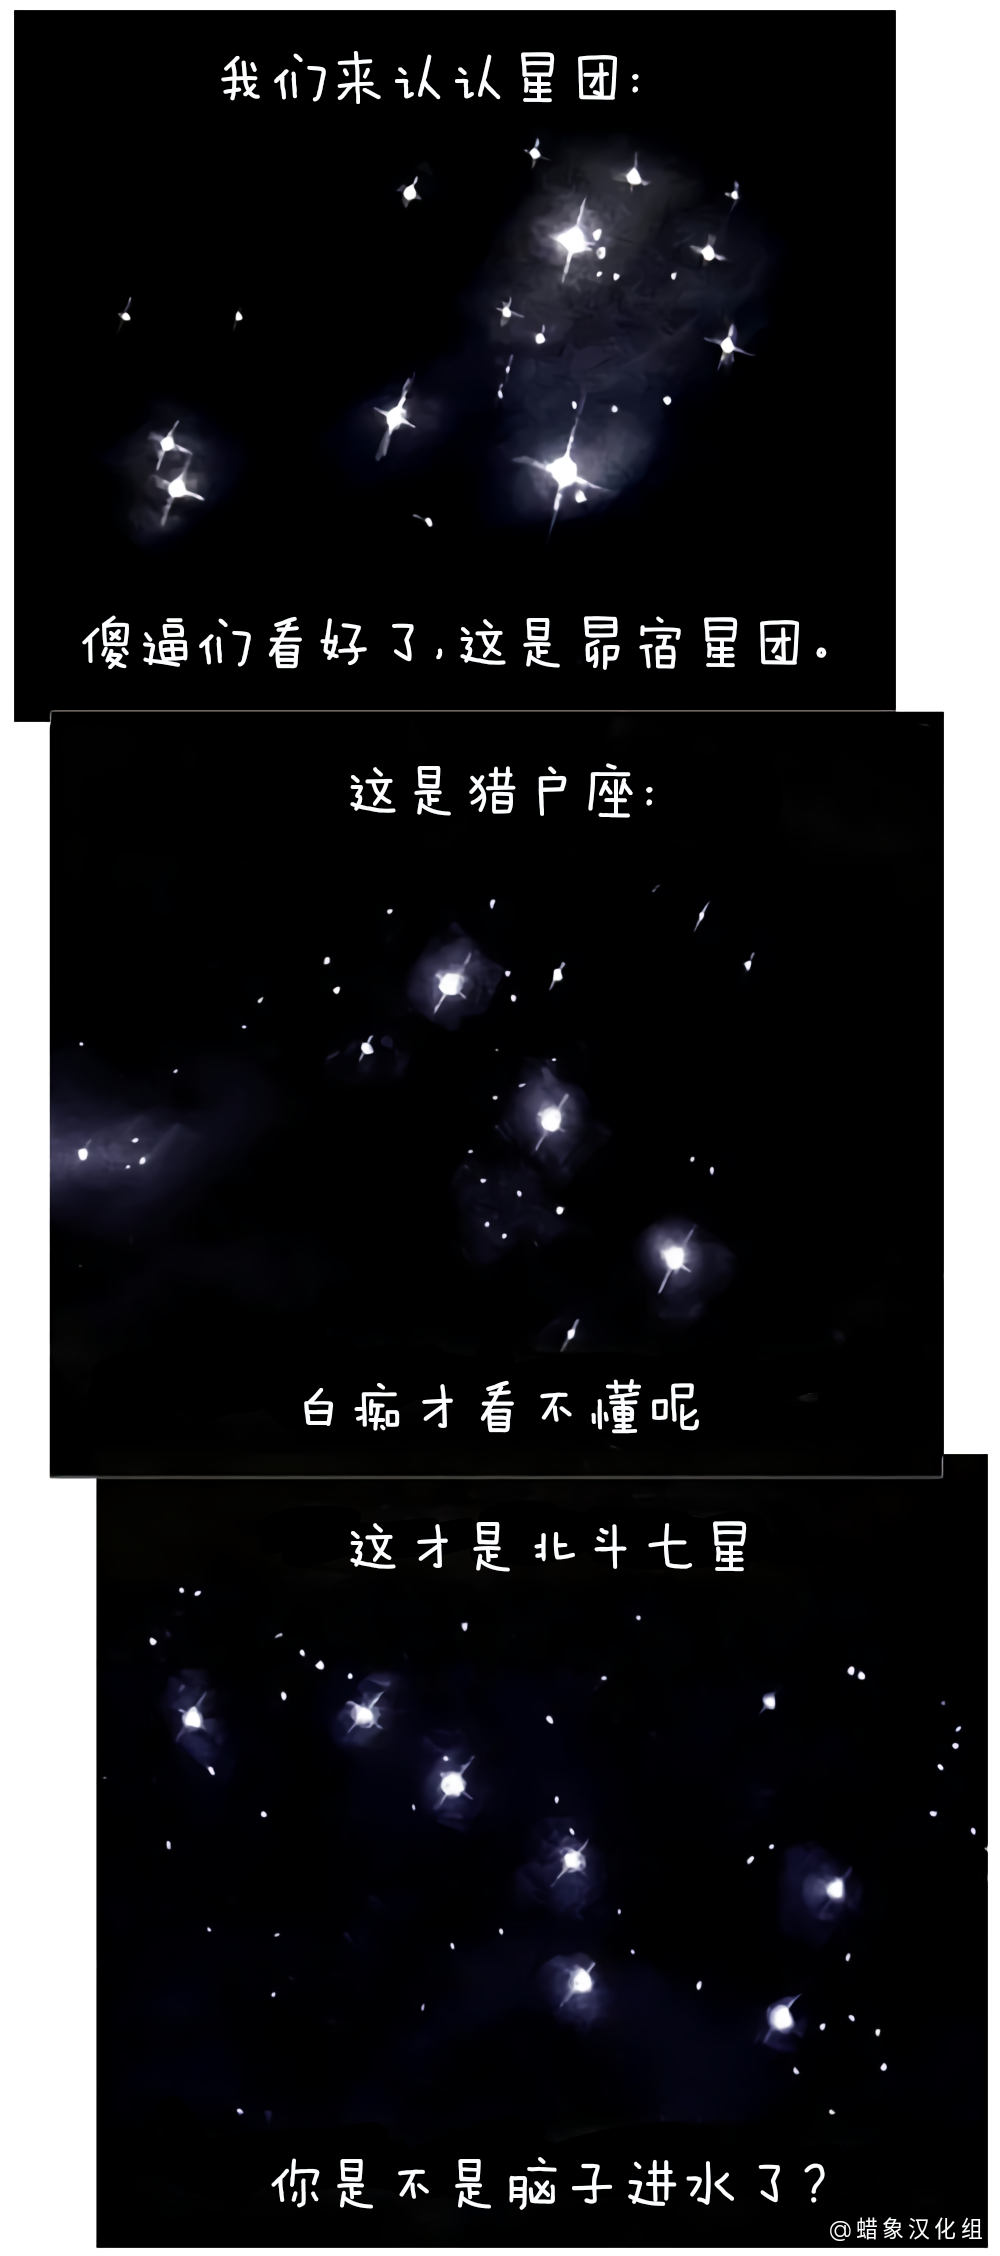 我们来认认星团：
傻逼们看好了，这是昴宿星团。
这是猎户座：
白痴才看不懂呢
这才是北斗七星
你是不是脑子进水了？
@蜡象汉化组